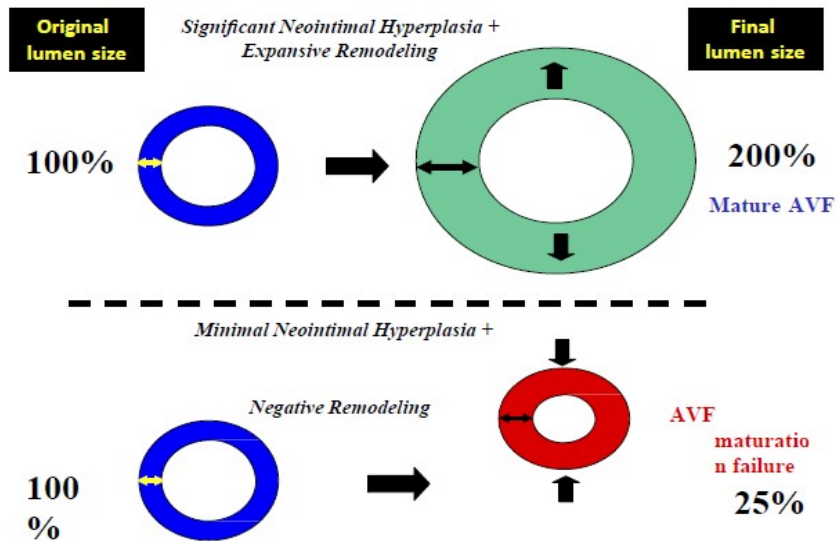 Original
lumen size
Significant Neointimal Hyperplasia +
Expansive Remodeling
Final
lumen size
100%
200%
Mature AVF
Minimal Neointimal Hyperplasia +
Negative Remodeling
AVF
maturatio
n failure
100
%
25%